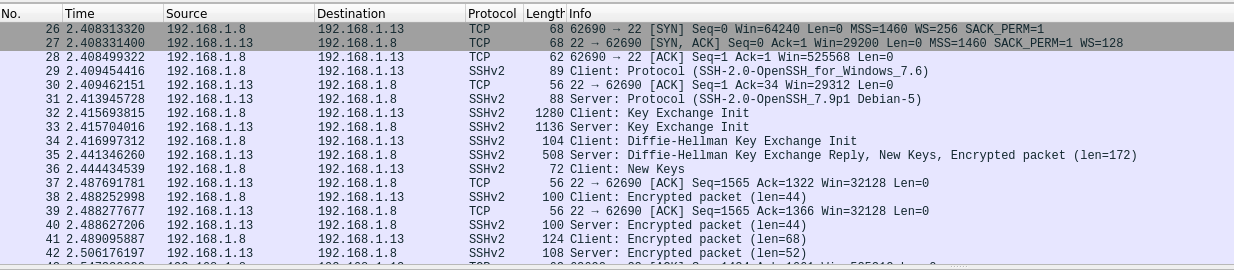 No. Time Source Destination Protocol Length Info
26 2.408313320 192.168.1.8 192.168.1.13 TCP 68 62690 → 22 [SYN] Seq=0 Win=64240 Len=0 MSS=1460 WS=256 SACK_PERM=1
27 2.408331400 192.168.1.13 192.168.1.8 TCP 68 22 → 62690 [SYN, ACK] Seq=0 Ack=1 Win=29200 Len=0 MSS=1460 SACK_PERM=1 WS=128
28 2.408499322 192.168.1.8 192.168.1.13 TCP 62 62690 → 22 [ACK] Seq=1 Ack=1 Win=525568 Len=0
29 2.409454416 192.168.1.8 192.168.1.13 SSHv2 89 Client: Protocol (SSH-2.0-OpenSSH_for_Windows_7.6)
30 2.409462151 192.168.1.13 192.168.1.8 TCP 56 22 → 62690 [ACK] Seq=1 Ack=34 Win=29312 Len=0
31 2.413945728 192.168.1.13 192.168.1.8 SSHv2 88 Server: Protocol (SSH-2.0-OpenSSH_7.9p1 Debian-5)
32 2.415693815 192.168.1.8 192.168.1.13 SSHv2 1280 Client: Key Exchange Init
33 2.415704016 192.168.1.13 192.168.1.8 SSHv2 1136 Server: Key Exchange Init
34 2.416997312 192.168.1.8 192.168.1.13 SSHv2 104 Client: Diffie-Hellman Key Exchange Init
35 2.441346260 192.168.1.13 192.168.1.8 SSHv2 508 Server: Diffie-Hellman Key Exchange Reply, New Keys, Encrypted packet (len=172)
36 2.444434539 192.168.1.8 192.168.1.13 SSHv2 72 Client: New Keys
37 2.487691781 192.168.1.13 192.168.1.8 TCP 56 22 → 62690 [ACK] Seq=1565 Ack=1322 Win=32128 Len=0
38 2.488252998 192.168.1.8 192.168.1.13 SSHv2 100 Client: Encrypted packet (len=44)
39 2.488277677 192.168.1.13 192.168.1.8 TCP 56 22 → 62690 [ACK] Seq=1565 Ack=1366 Win=32128 Len=0
40 2.488627206 192.168.1.13 192.168.1.8 SSHv2 100 Server: Encrypted packet (len=44)
41 2.489095887 192.168.1.8 192.168.1.13 SSHv2 124 Client: Encrypted packet (len=68)
42 2.506176197 192.168.1.13 192.168.1.8 SSHv2 108 Server: Encrypted packet (len=52)